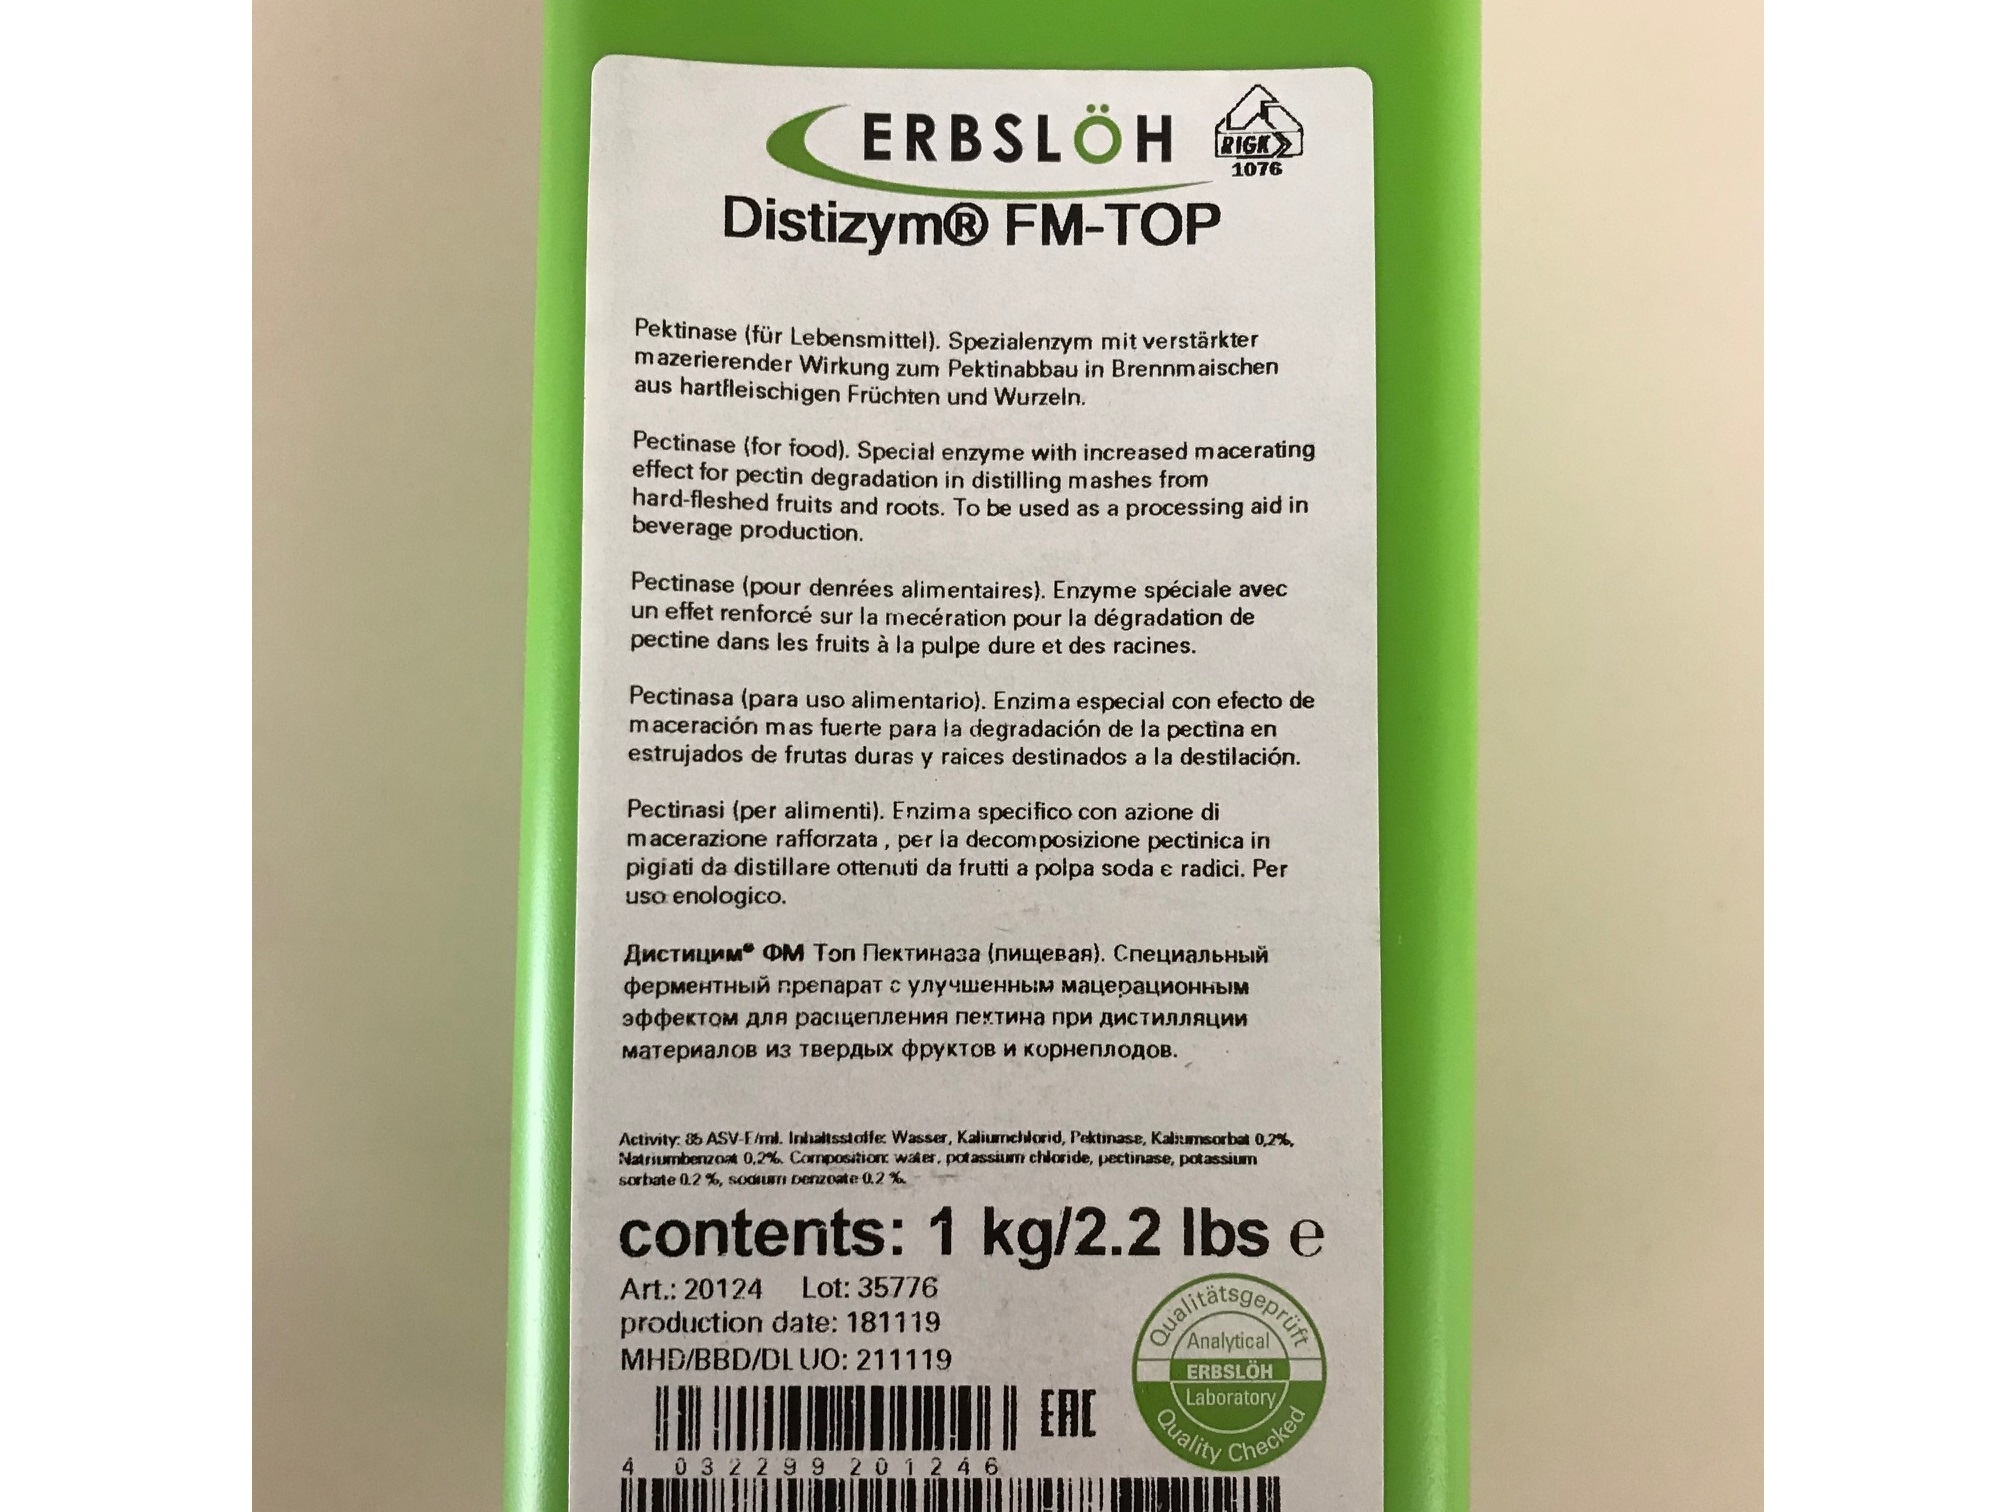 ERBSLÖH
RIGK
1076
Distizym® FM-TOP
Pektinase (für Lebensmittel). Spezialenzym mit verstärkter
mazerierender Wirkung zum Pektinabbau in Brennmaischen
aus hartfleischigen Früchten und Wurzeln.
Pectinase (for food). Special enzyme with increased macerating
effect for pectin degradation in distilling mashes from
hard-fleshed fruits and roots. To be used as a processing aid in
beverage production.
Pectinase (pour denrées alimentaires). Enzyme spéciale avec
un effet renforcé sur la mecération pour la dégradation de
pectine dans les fruits à la pulpe dure et des racines.
Pectinasa (para uso alimentario). Enzima especial con efecto de
maceración mas fuerte para la degradación de la pectina en
estrujados de frutas duras y raices destinados a la destilación.
Pectinasi (per alimenti). Enzima specifico con azione di
macerazione rafforzata , per la decomposizione pectinica in
pigiati da distillare ottenuti da frutti a polpa soda e radici. Per
uso enologico.
Дистицим® ФМ Топ Пектиназа (пищевая). Специальный
ферментный препарат с улучшенным мацерационным
эффектом для расщепления пектина при дистилляции
материалов из твердых фруктов и корнеплодов.
Activity: 85 ASV-E/ml. Inhaltsstoffe: Wasser, Kaliumchlorid, Pektinase, Kaliumsorbat 0,2%,
Natriumbenzoat 0,2%. Composition: water, potassium chloride, pectinase, potassium
sorbate 0.2 %, sodium benzoate 0.2 %.
contents: 1 kg/2.2 lbs e
Art.: 20124 Lot: 35776
production date: 181119
MHD/BBD/DLUO: 211119
EAC
4 032299 201246
Qualitätsgeprüft
Analytical
ERBSLÖH
Laboratory
Quality Checked